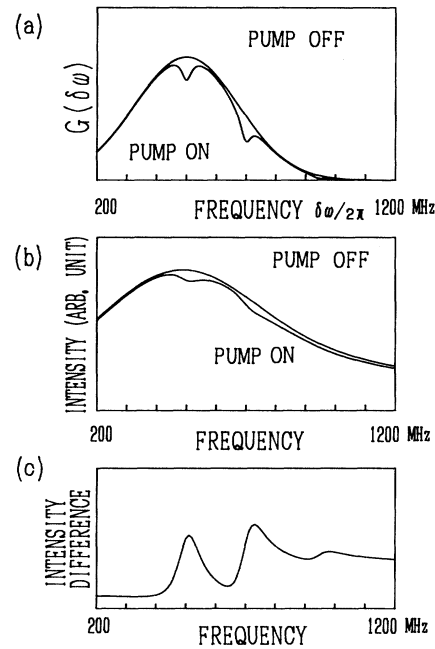 (a)
G(δω)
PUMP OFF
PUMP ON
200 FREQUENCY δω/2π 1200 MHz
(b)
INTENSITY (ARB. UNIT)
PUMP OFF
PUMP ON
200 FREQUENCY 1200 MHz
(c)
INTENSITY
DIFFERENCE
200 FREQUENCY 1200 MHz